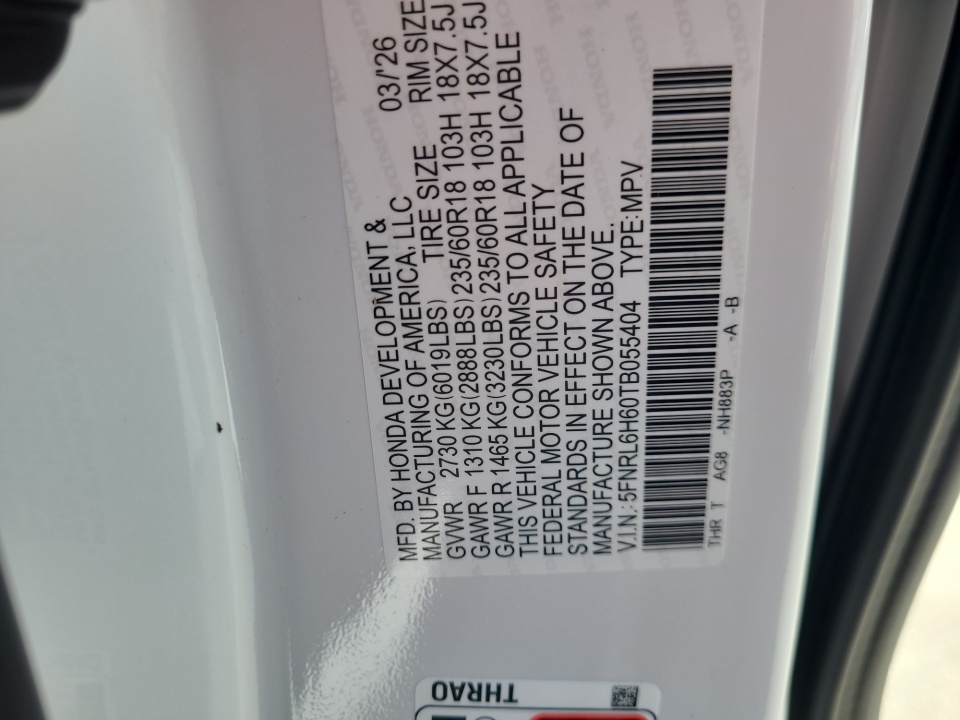 MFD. BY HONDA DEVELOPMENT & 03/'26
MANUFACTURING OF AMERICA, LLC
GVWR 2730 KG(6019LBS) TIRE SIZE RIM SIZE
GAWR F 1310 KG(2888LBS) 235/60R18 103H 18X7.5J
GAWR R 1465 KG(3230LBS) 235/60R18 103H 18X7.5J
THIS VEHICLE CONFORMS TO ALL APPLICABLE
FEDERAL MOTOR VEHICLE SAFETY
STANDARDS IN EFFECT ON THE DATE OF
MANUFACTURE SHOWN ABOVE.
V.I.N.:5FNRL6H60TB055404 TYPE:MPV
THR T AG8 -NH883P -A -B
THRA0